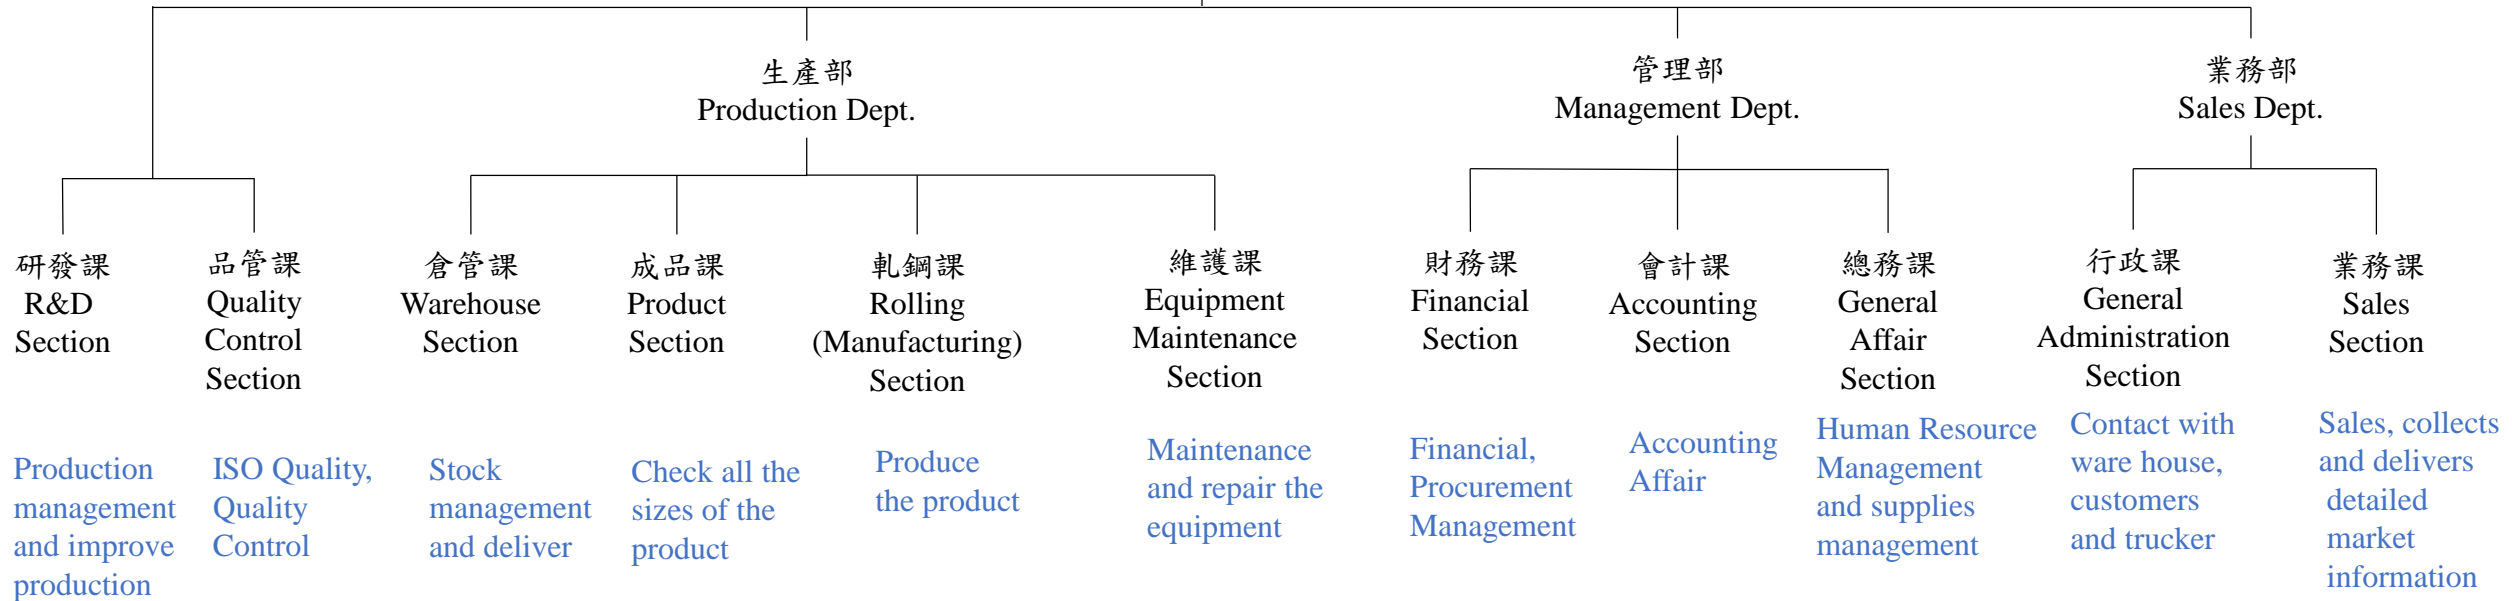 生產部
Production Dept.
管理部
Management Dept.
業務部
Sales Dept.
研發課
R&D
Section
品管課
Quality
Control
Section
倉管課
Warehouse
Section
成品課
Product
Section
軋鋼課
Rolling
(Manufacturing)
Section
維護課
Equipment
Maintenance
Section
財務課
Financial
Section
會計課
Accounting
Section
總務課
General
Affair
Section
行政課
General
Administration
Section
業務課
Sales
Section
Production
management
and improve
production
ISO Quality,
Quality
Control
Stock
management
and deliver
Check all the
sizes of the
product
Produce
the product
Maintenance
and repair the
equipment
Financial,
Procurement
Management
Accounting
Affair
Human Resource
Management
and supplies
management
Contact with
ware house,
customers
and trucker
Sales, collects
and delivers
detailed
market
information